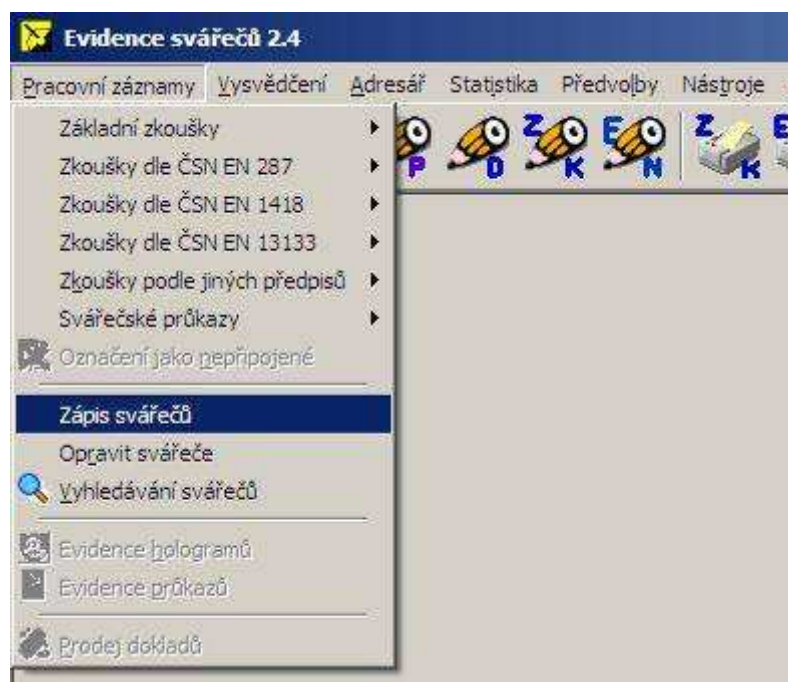 Evidence svářečů 2.4
Pracovní záznamy Vysvědčení Adresář Statistika Předvolby Nástroje
Základní zkoušky
Zkoušky dle ČSN EN 287
Zkoušky dle ČSN EN 1418
Zkoušky dle ČSN EN 13133
Zkoušky podle jiných předpisů
Svářečské průkazy
Označení jako nepřipojené
Zápis svářečů
Opravit svářeče
Vyhledávání svářečů
Evidence hologramů
Evidence průkazů
Prodej dokladů
P D Z K E N Z K E